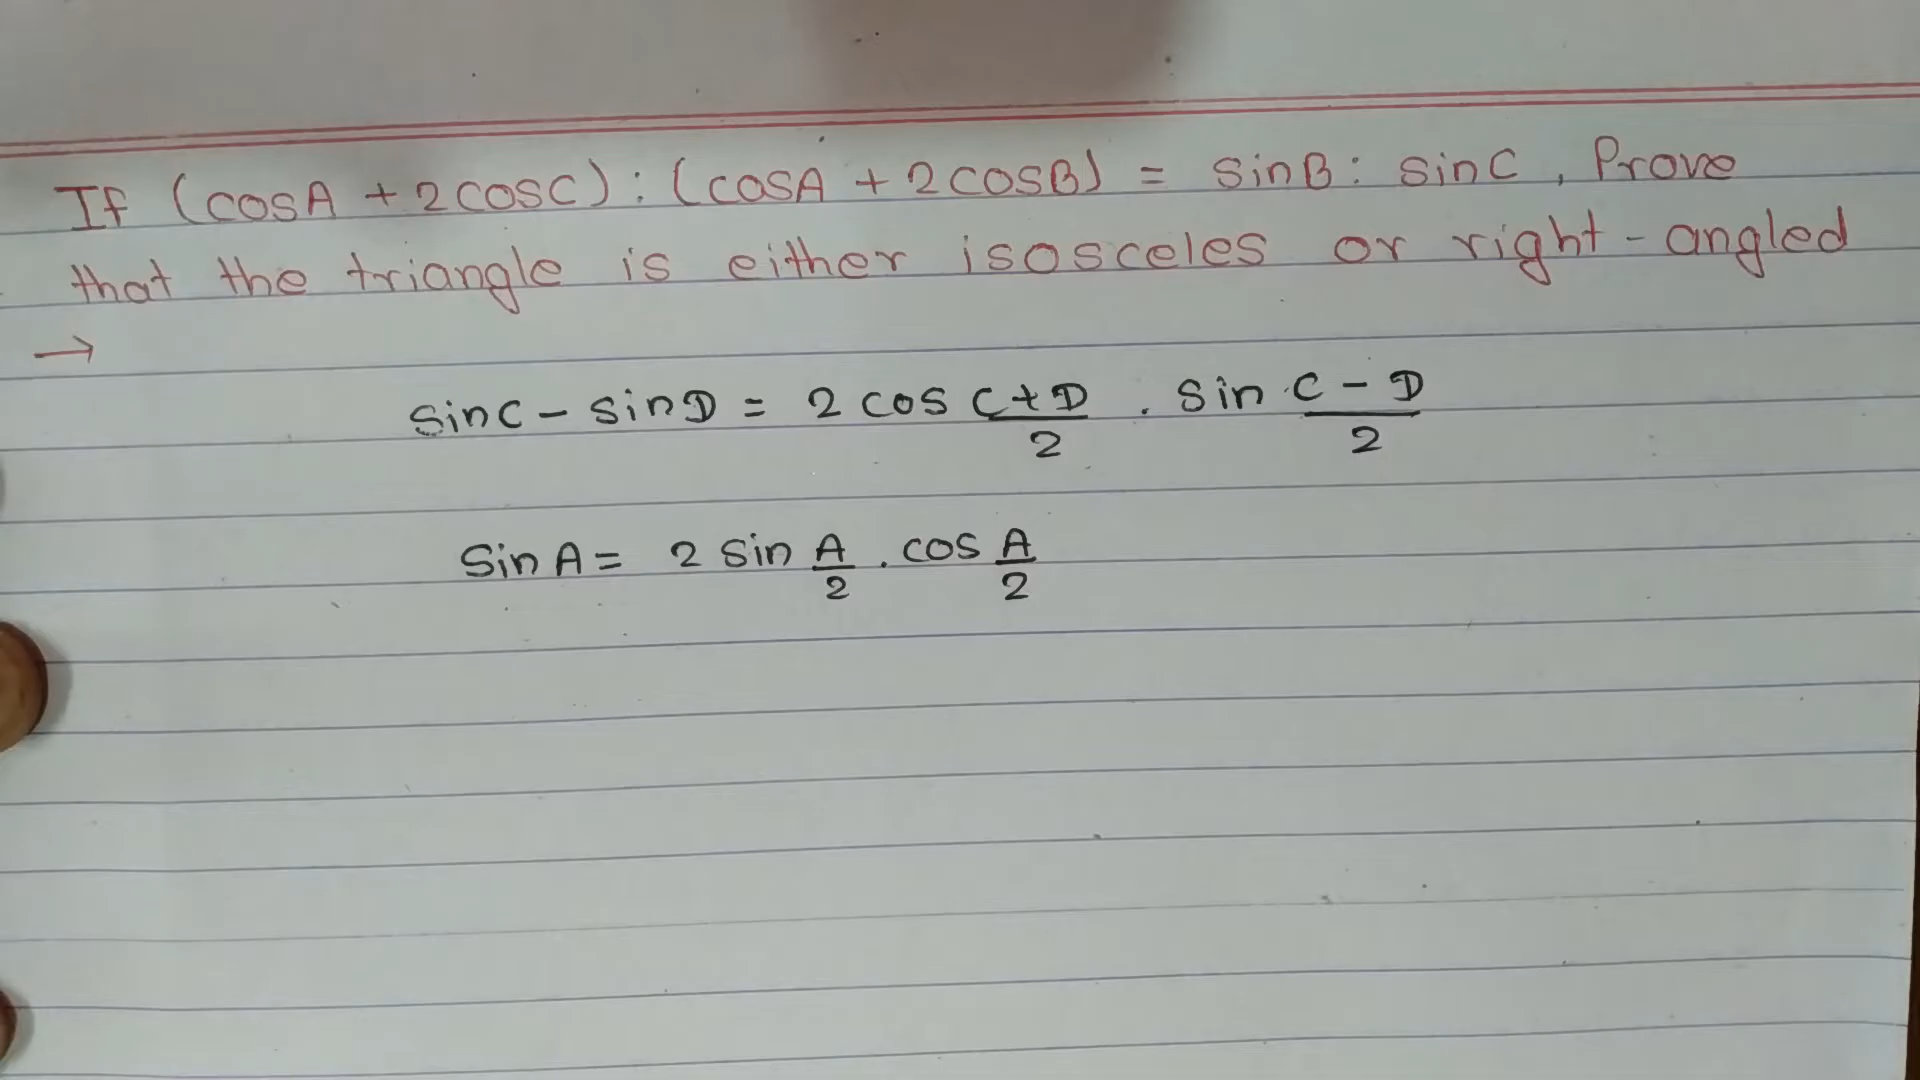 If (cosA + 2cosC) : (cosA + 2cosB) = sinB : sinC, Prove
that the triangle is either isosceles or right-angled
→
sinC - sinD = 2 cos C+D/2 . sin C-D/2
Sin A = 2 sin A/2 . cos A/2